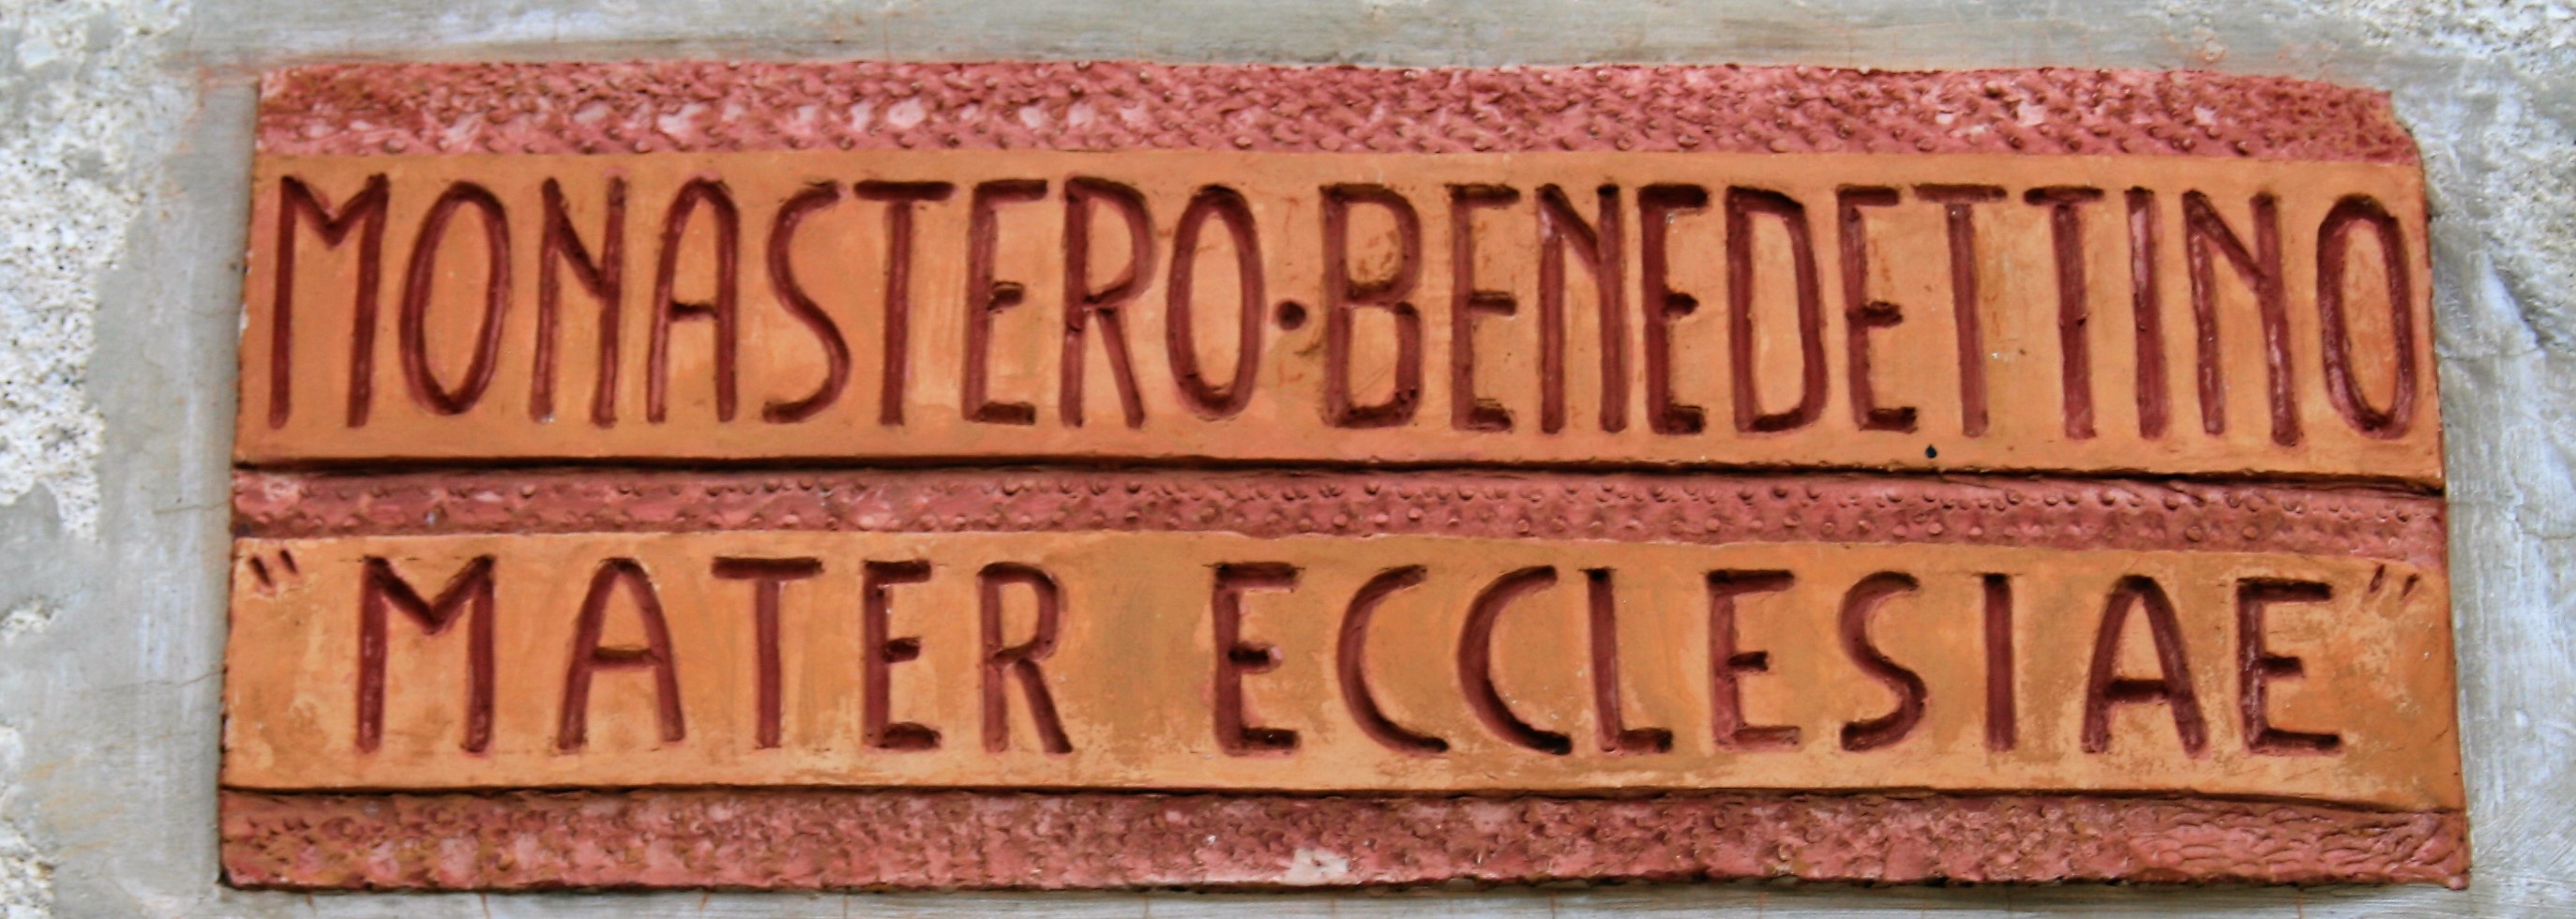 MONASTERO·BENEDETTINO
"MATER ECCLESIAE"